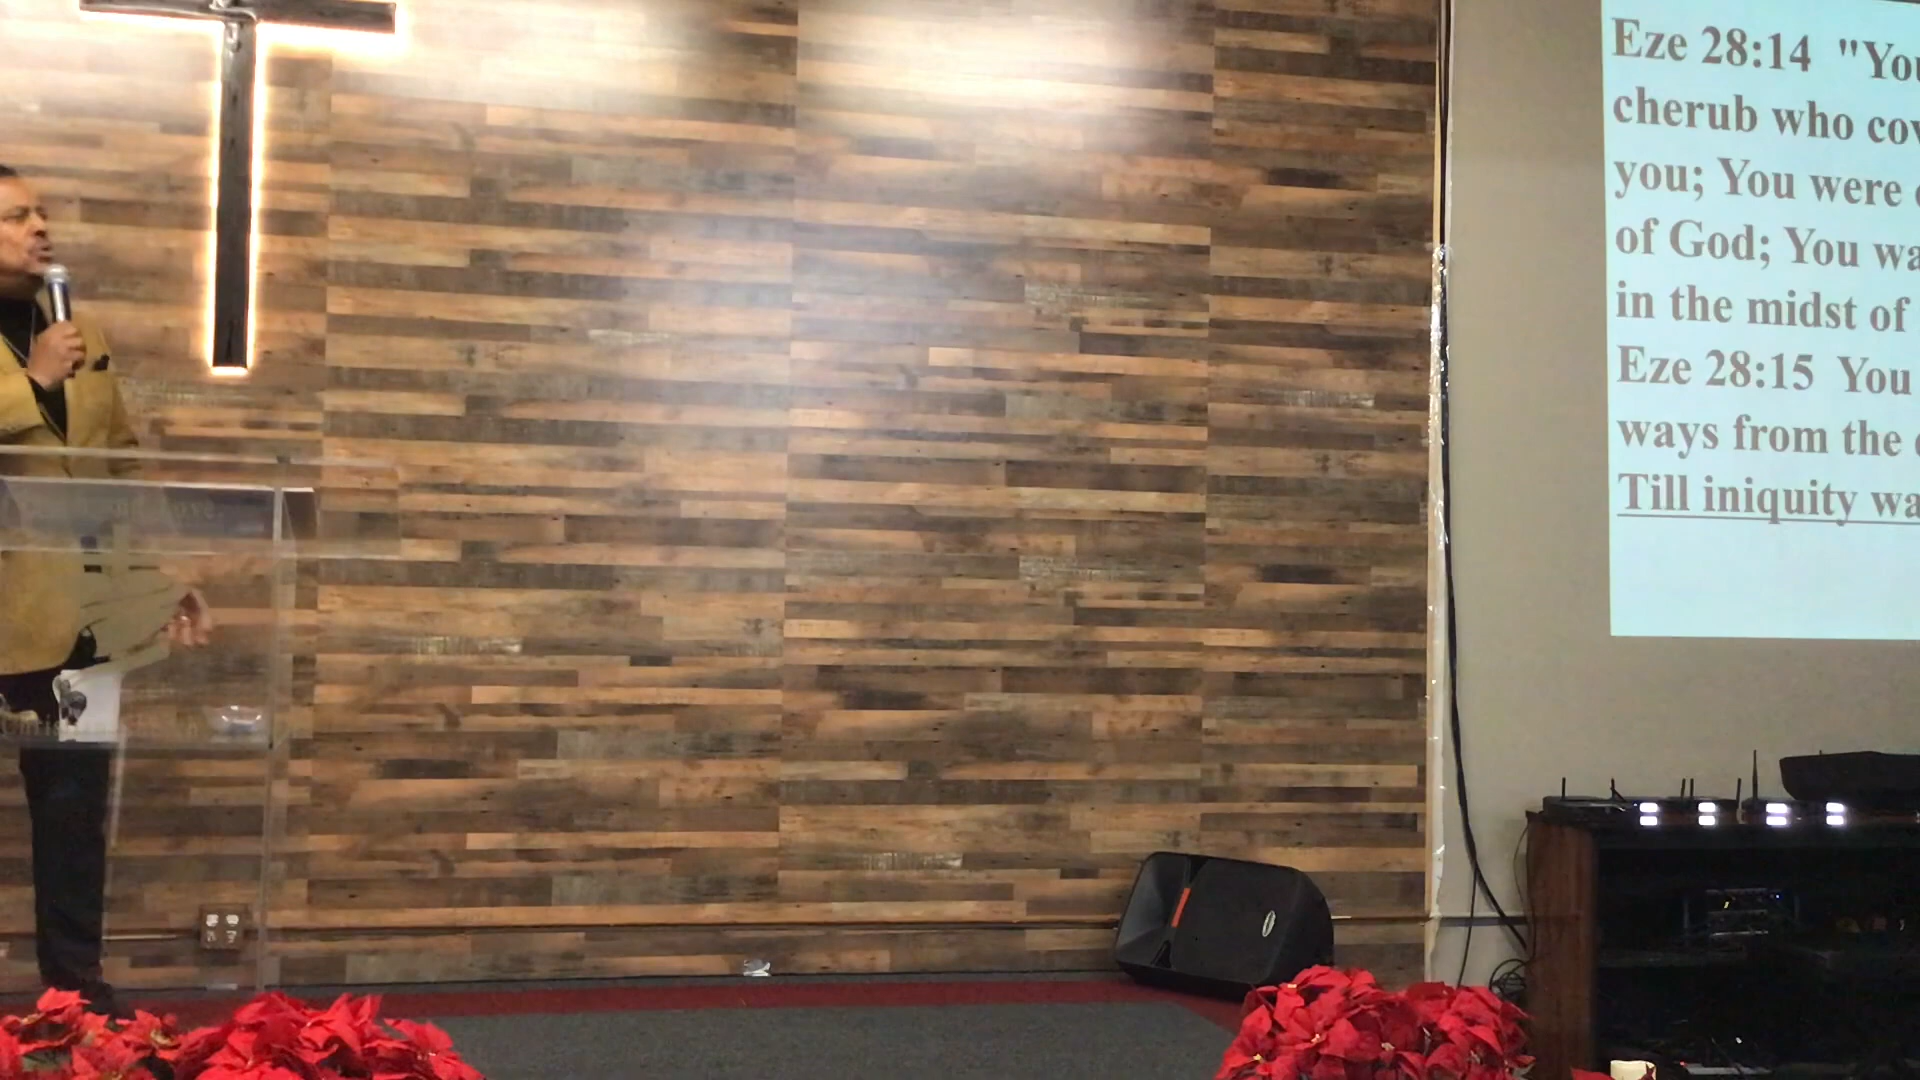 Eze 28:14 "You
cherub who cov
you; You were
of God; You wa
in the midst of
Eze 28:15 You
ways from the
Till iniquity wa